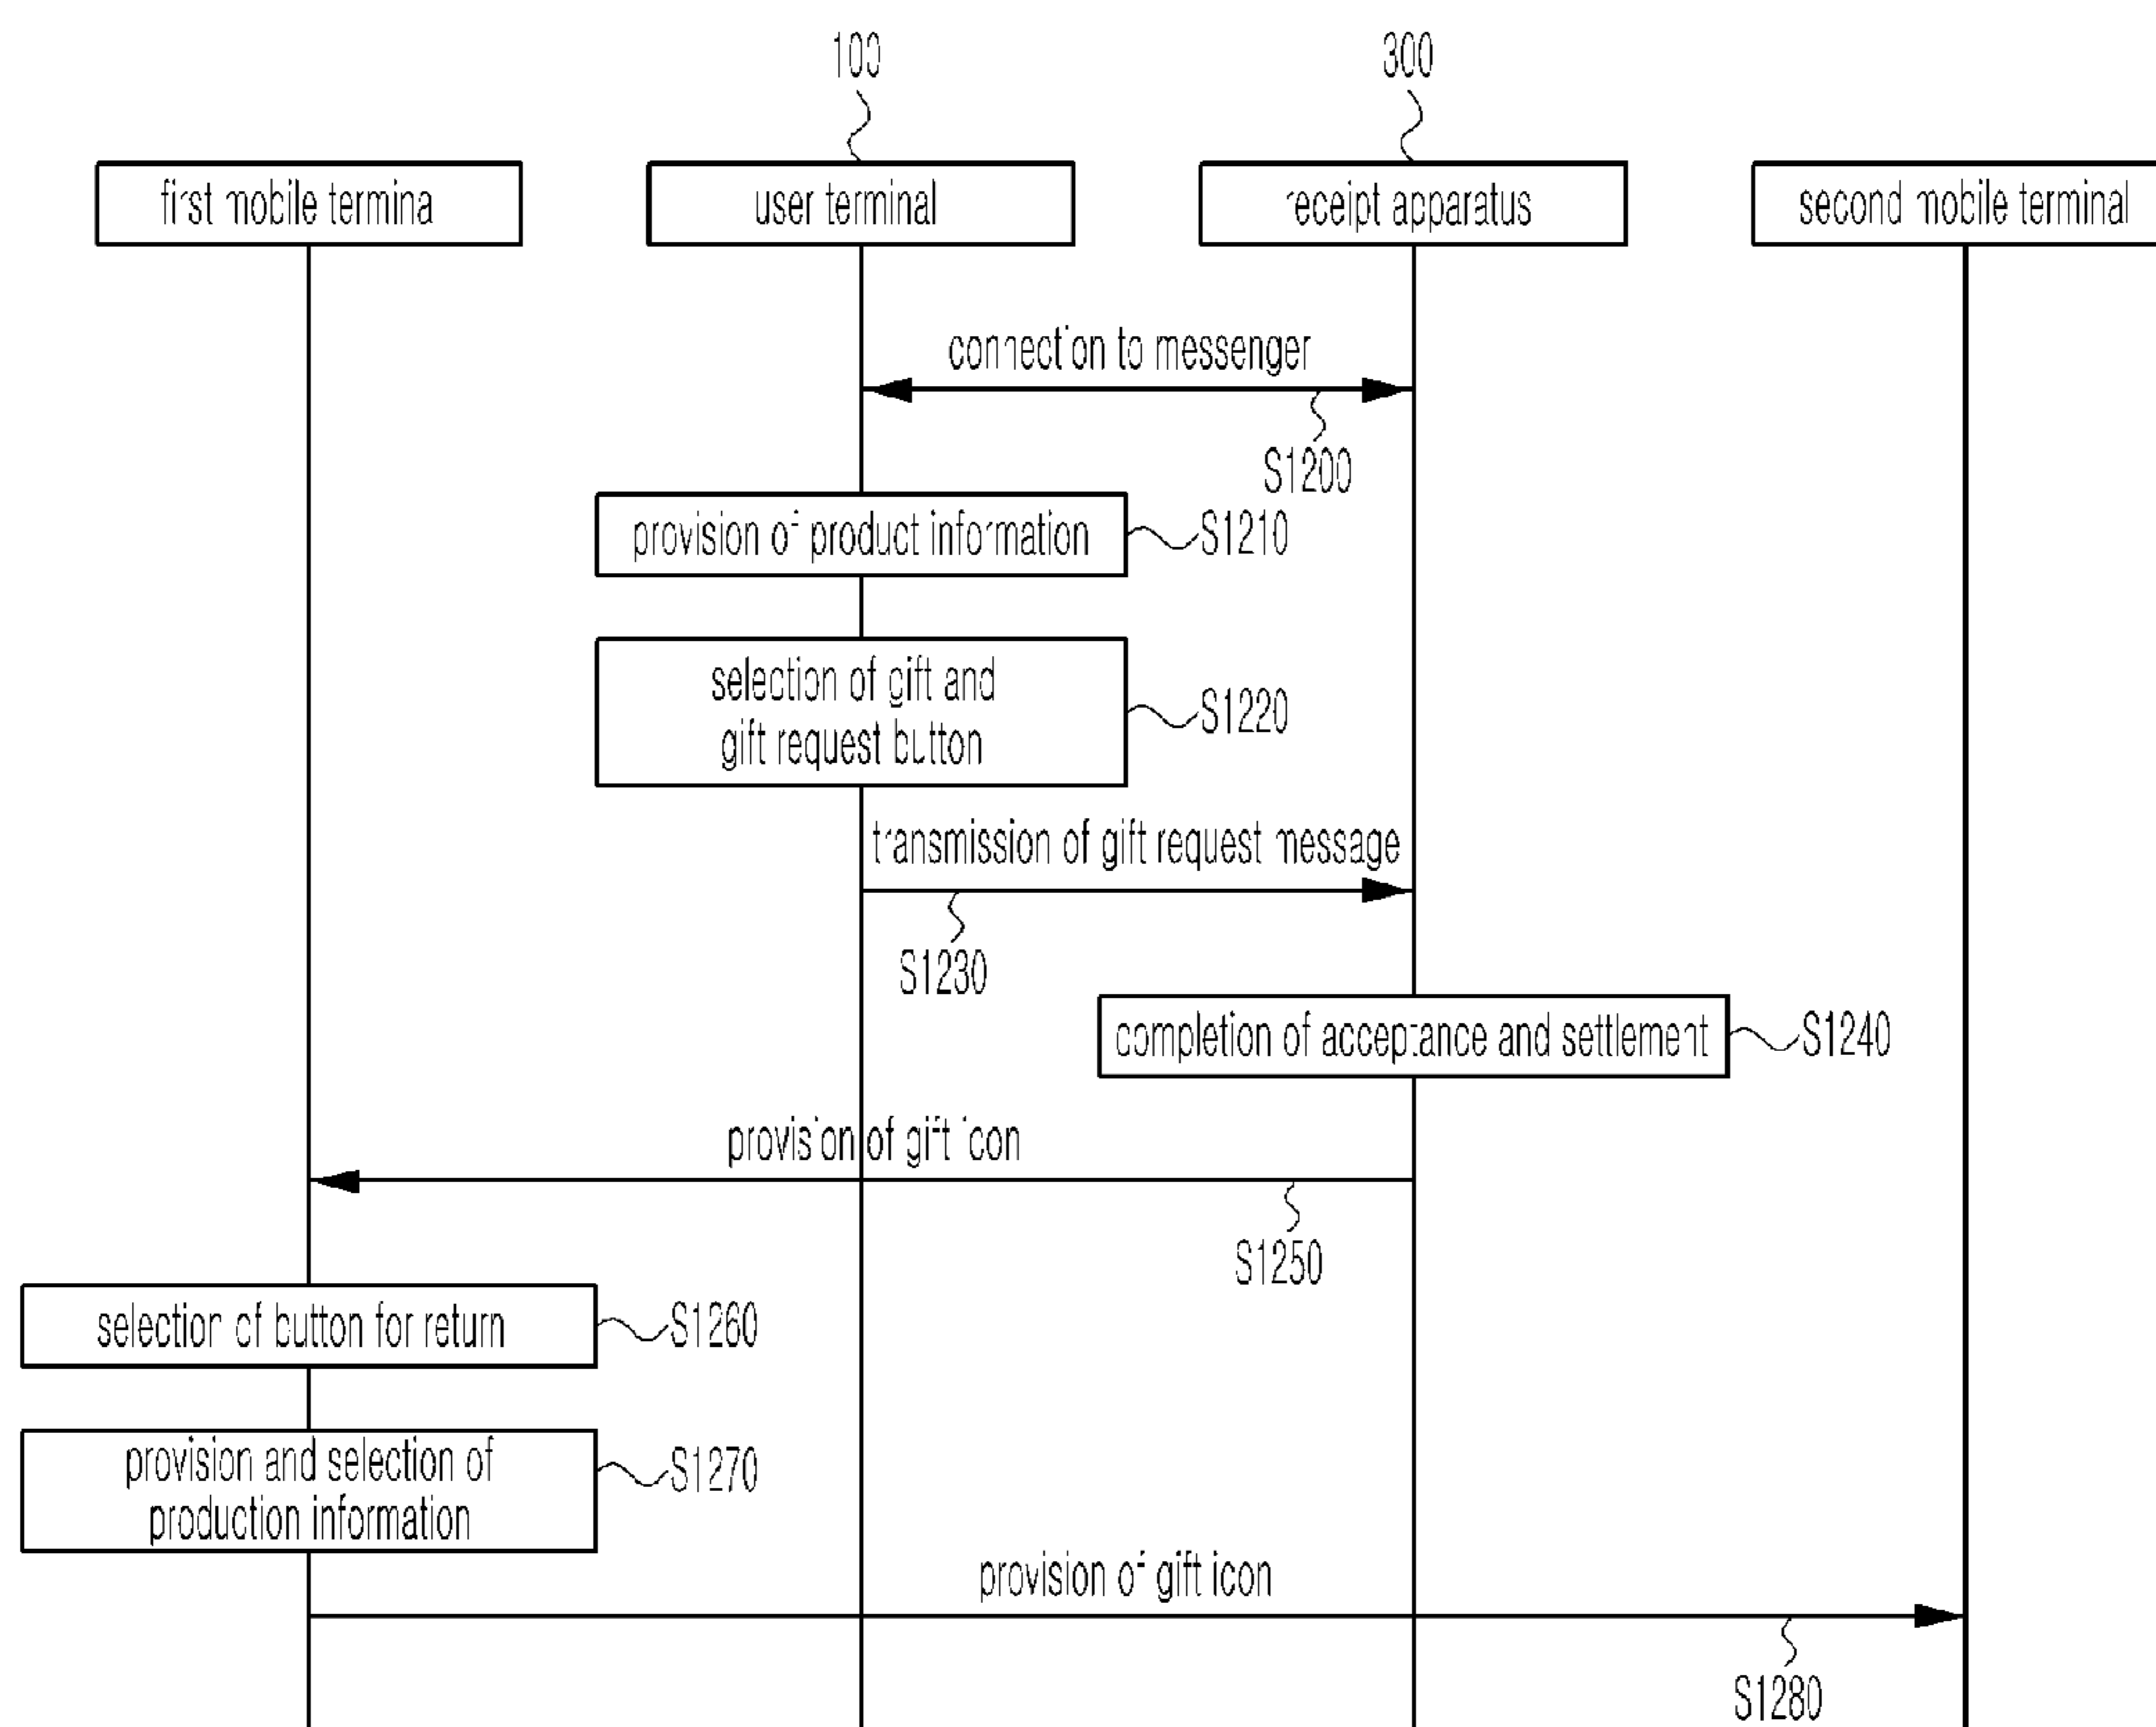 100
300
first mobile termina
user terminal
receipt apparatus
second mobile terminal
connection to messenger
S1200
provision of product information
S1210
selection of gift and
gift request button
S1220
transmission of gift request message
S1230
completion of acceptance and settlement
S1240
provision of gift icon
S1250
selection of button for return
S1260
provision and selection of
production information
S1270
provision of gift icon
S1280